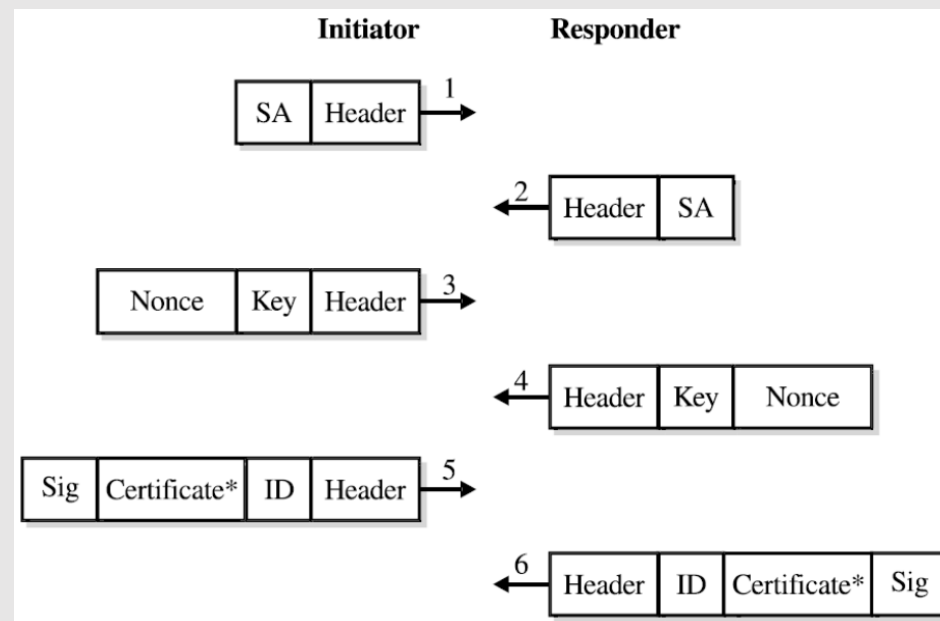 Initiator Responder
1
SA Header
2
Header SA
3
Nonce Key Header
4
Header Key Nonce
5
Sig Certificate* ID Header
6
Header ID Certificate* Sig